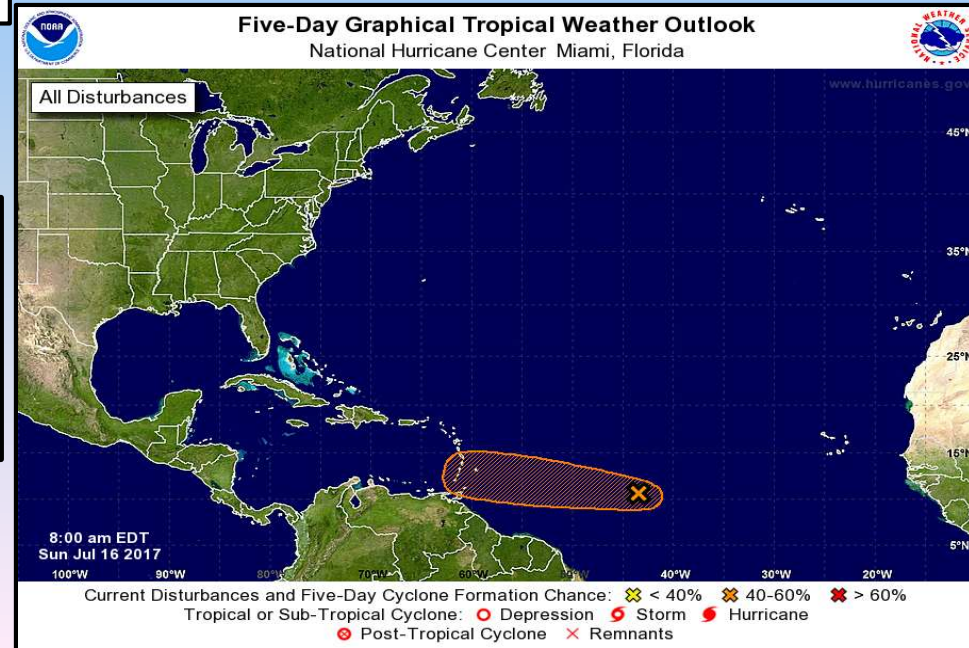 Five-Day Graphical Tropical Weather Outlook
National Hurricane Center Miami, Florida
NOAA
All Disturbances
www.hurricanes.gov
45°N
35°N
25°N
15°N
5°N
8:00 am EDT
Sun Jul 16 2017
100°W 90°W 80°W 70°W 60°W 50°W 40°W 30°W 20°W
Current Disturbances and Five-Day Cyclone Formation Chance: < 40% 40-60% > 60%
Tropical or Sub-Tropical Cyclone: Depression Storm Hurricane
Post-Tropical Cyclone Remnants